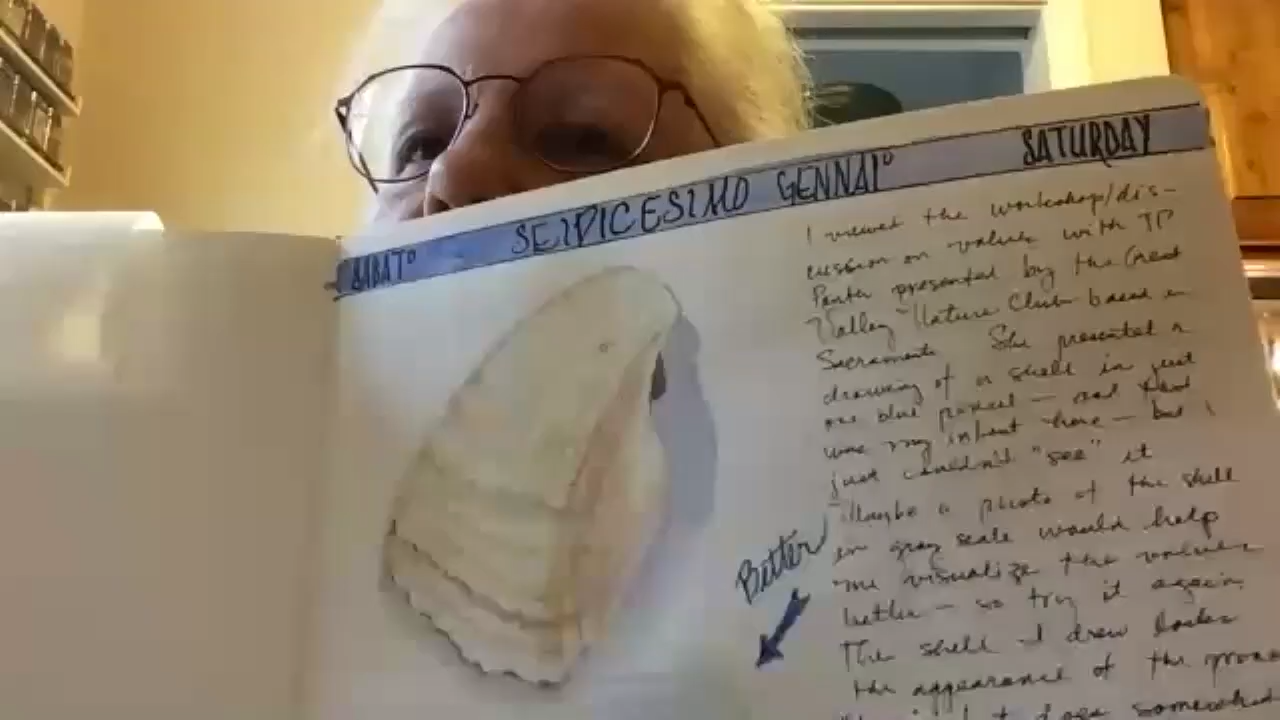 SABATO SEIDICESIMO GENNAIO SATURDAY
I viewed the workshop/dis-
cussion on values with JP
presented by the Great
Valley Nature Club based in
Sacramento She presented a
drawing of a shell in just
one blue pencil — and that
was my intent here — but I
just couldn't "see" it
Maybe a photo of the shell
in gray scale would help
me visualize the values
better — so try it again.
The shell I drew
the appearance of the
does somewhat
Better